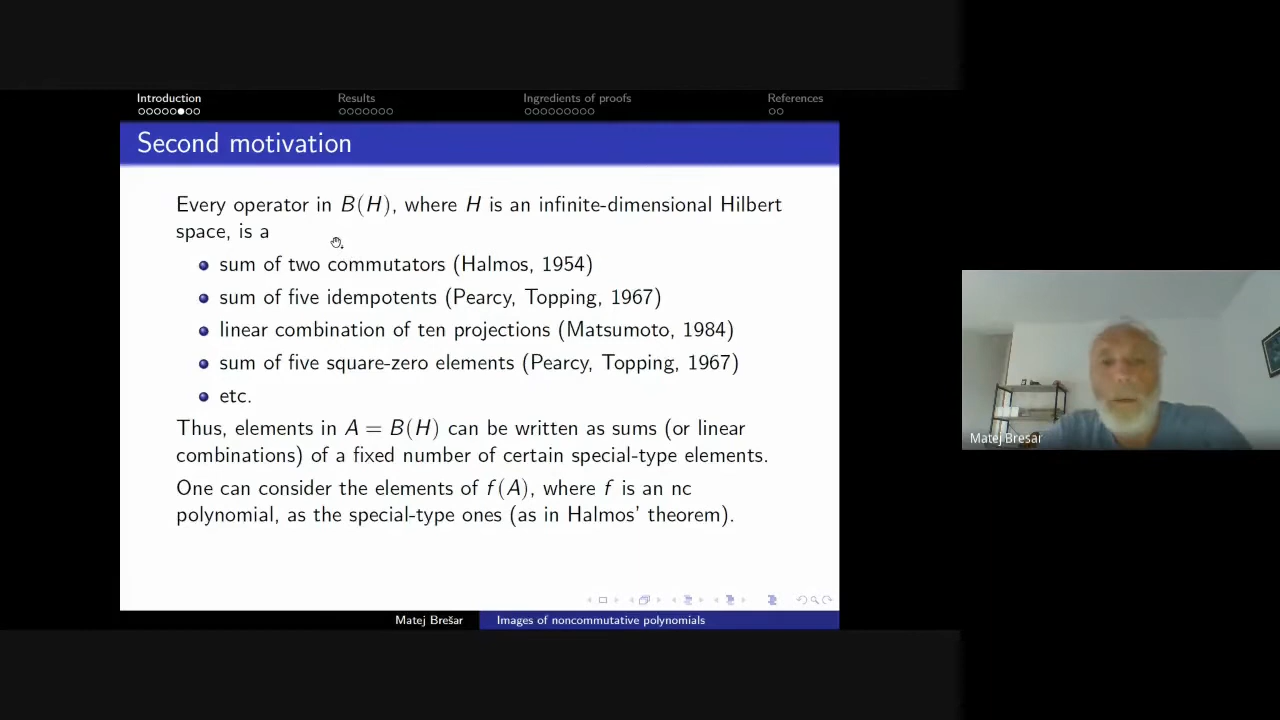 Introduction
Results
Ingredients of proofs
References
Second motivation
Every operator in B(H), where H is an infinite-dimensional Hilbert
space, is a
sum of two commutators (Halmos, 1954)
sum of five idempotents (Pearcy, Topping, 1967)
linear combination of ten projections (Matsumoto, 1984)
sum of five square-zero elements (Pearcy, Topping, 1967)
etc.
Thus, elements in A = B(H) can be written as sums (or linear
combinations) of a fixed number of certain special-type elements.
One can consider the elements of f(A), where f is an nc
polynomial, as the special-type ones (as in Halmos' theorem).
Matej Bresar
Matej Brešar
Images of noncommutative polynomials